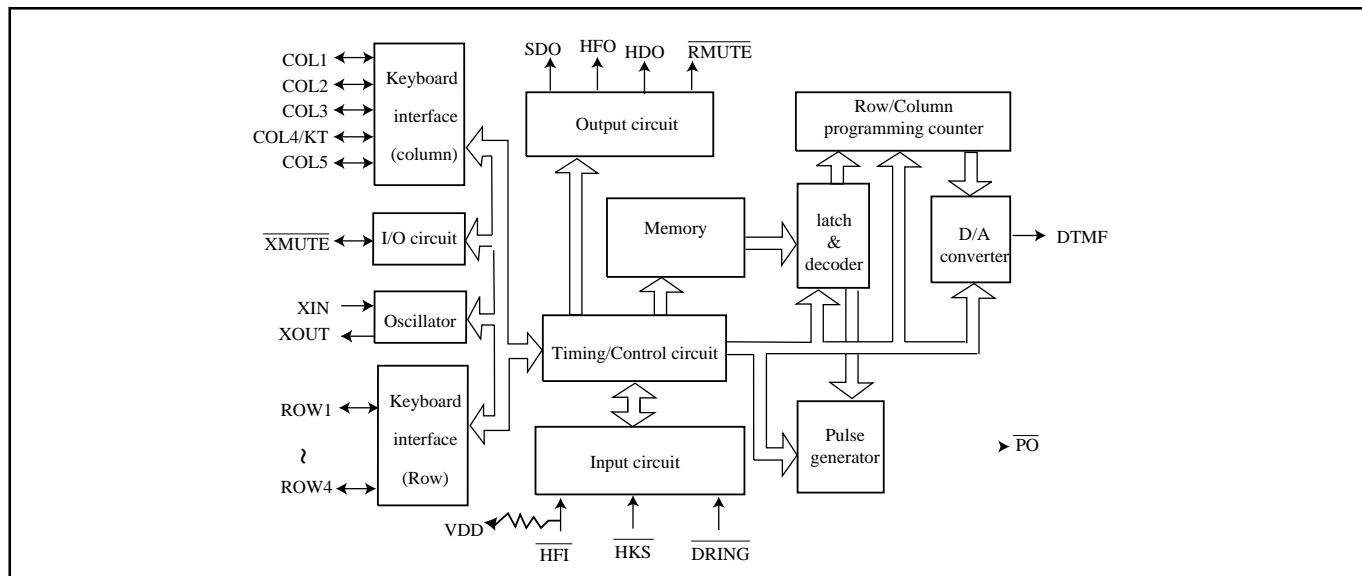 COL1
COL2
COL3
COL4/KT
COL5
Keyboard
interface
(column)
SDO
HFO
HDO
RMUTE
Output circuit
Row/Column
programming counter
XMUTE
I/O circuit
Memory
latch
&
decoder
D/A
converter
DTMF
XIN
XOUT
Oscillator
Timing/Control circuit
ROW1
~
ROW4
Keyboard
interface
(Row)
Input circuit
Pulse
generator
PO
VDD
HFI
HKS
DRING